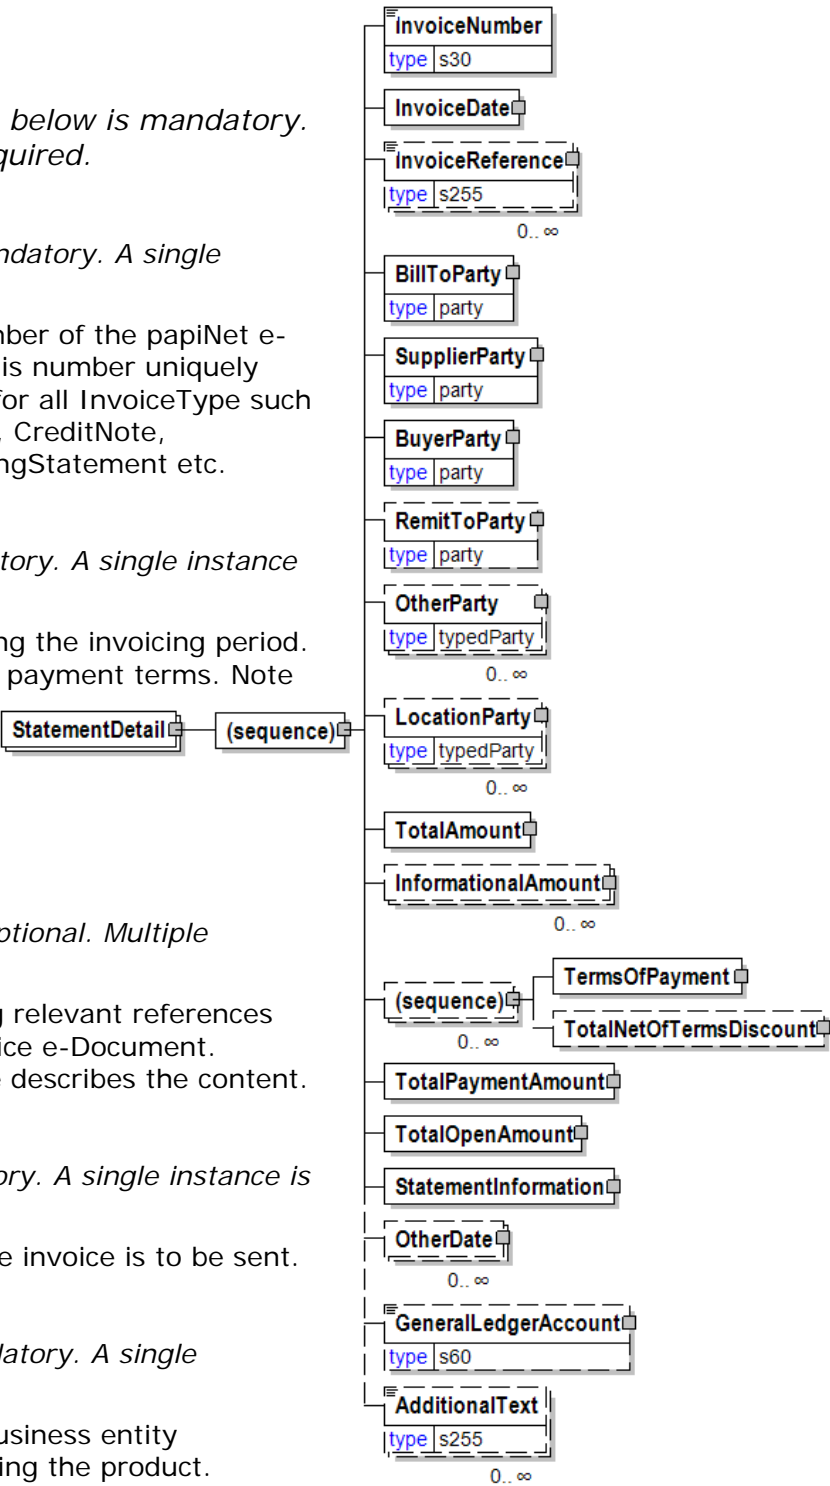 below is mandatory.
quired.
ndatory. A single
nber of the papiNet e-
is number uniquely
for all InvoiceType such
, CreditNote,
ngStatement etc.
tory. A single instance
ng the invoicing period.
payment terms. Note
ptional. Multiple
g relevant references
ice e-Document.
e describes the content.
ory. A single instance is
e invoice is to be sent.
datory. A single
usiness entity
ing the product.
StatementDetail
(sequence)
InvoiceNumber
type s30
InvoiceDate
InvoiceReference
type s255
0.. ∞
BillToParty
type party
SupplierParty
type party
BuyerParty
type party
RemitToParty
type party
OtherParty
type typedParty
0.. ∞
LocationParty
type typedParty
0.. ∞
TotalAmount
InformationalAmount
0.. ∞
(sequence)
0.. ∞
TermsOfPayment
TotalNetOfTermsDiscount
TotalPaymentAmount
TotalOpenAmount
StatementInformation
OtherDate
0.. ∞
GeneralLedgerAccount
type s60
AdditionalText
type s255
0.. ∞